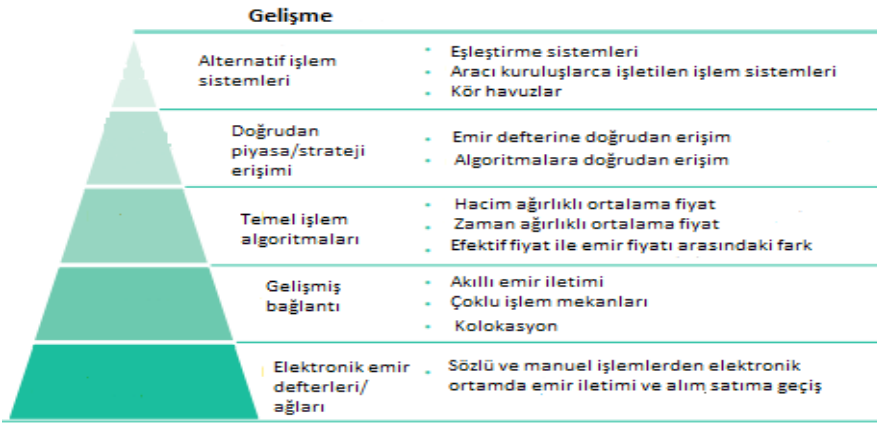 Gelişme
Alternatif işlem
sistemleri
Eşleştirme sistemleri
Aracı kuruluşlarca işletilen işlem sistemleri
Kör havuzlar
Doğrudan
piyasa/strateji
erişimi
Emir defterine doğrudan erişim
Algoritmalara doğrudan erişim
Temel işlem
algoritmaları
Hacim ağırlıklı ortalama fiyat
Zaman ağırlıklı ortalama fiyat
Efektif fiyat ile emir fiyatı arasındaki fark
Gelişmiş
bağlantı
Akıllı emir iletimi
Çoklu işlem mekanları
Kolokasyon
Elektronik emir
defterleri/
ağları
Sözlü ve manuel işlemlerden elektronik
ortamda emir iletimi ve alım satıma geçiş